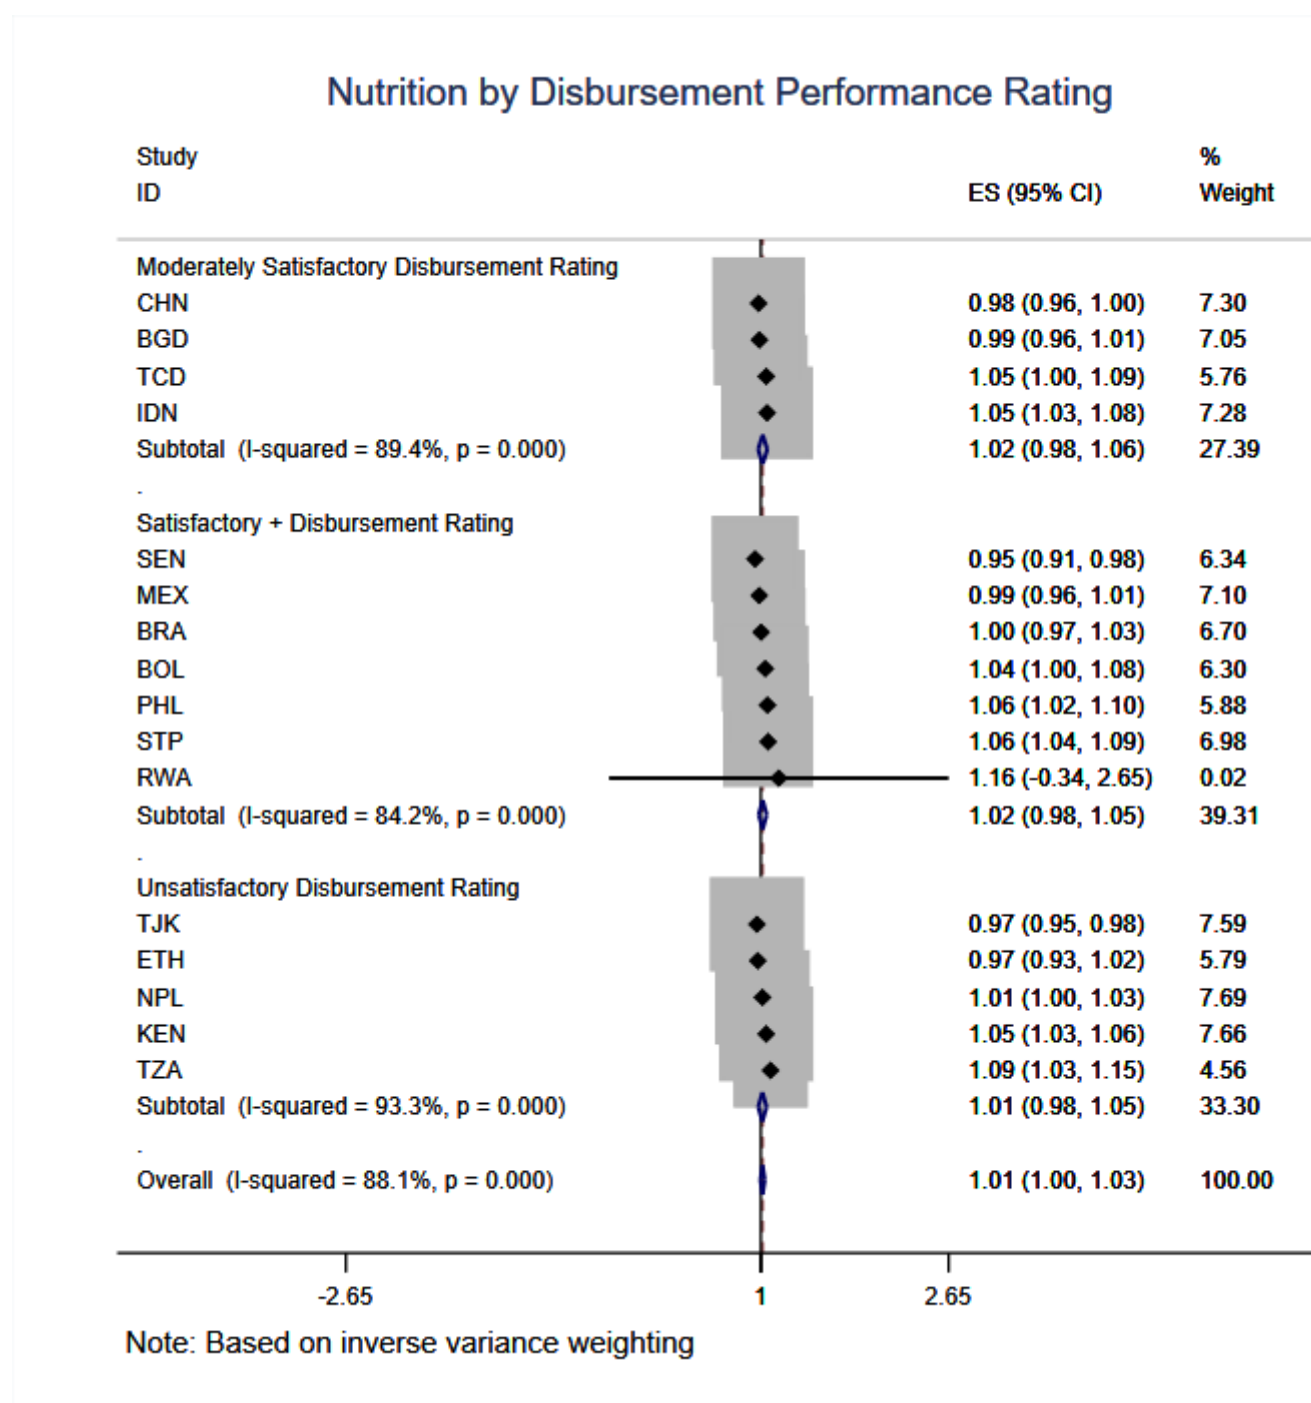 Nutrition by Disbursement Performance Rating
Study %
ID ES (95% CI) Weight
Moderately Satisfactory Disbursement Rating
CHN 0.98 (0.96, 1.00) 7.30
BGD 0.99 (0.96, 1.01) 7.05
TCD 1.05 (1.00, 1.09) 5.76
IDN 1.05 (1.03, 1.08) 7.28
Subtotal (I-squared = 89.4%, p = 0.000) 1.02 (0.98, 1.06) 27.39
.
Satisfactory + Disbursement Rating
SEN 0.95 (0.91, 0.98) 6.34
MEX 0.99 (0.96, 1.01) 7.10
BRA 1.00 (0.97, 1.03) 6.70
BOL 1.04 (1.00, 1.08) 6.30
PHL 1.06 (1.02, 1.10) 5.88
STP 1.06 (1.04, 1.09) 6.98
RWA 1.16 (-0.34, 2.65) 0.02
Subtotal (I-squared = 84.2%, p = 0.000) 1.02 (0.98, 1.05) 39.31
.
Unsatisfactory Disbursement Rating
TJK 0.97 (0.95, 0.98) 7.59
ETH 0.97 (0.93, 1.02) 5.79
NPL 1.01 (1.00, 1.03) 7.69
KEN 1.05 (1.03, 1.06) 7.66
TZA 1.09 (1.03, 1.15) 4.56
Subtotal (I-squared = 93.3%, p = 0.000) 1.01 (0.98, 1.05) 33.30
.
Overall (I-squared = 88.1%, p = 0.000) 1.01 (1.00, 1.03) 100.00
-2.65 1 2.65
Note: Based on inverse variance weighting